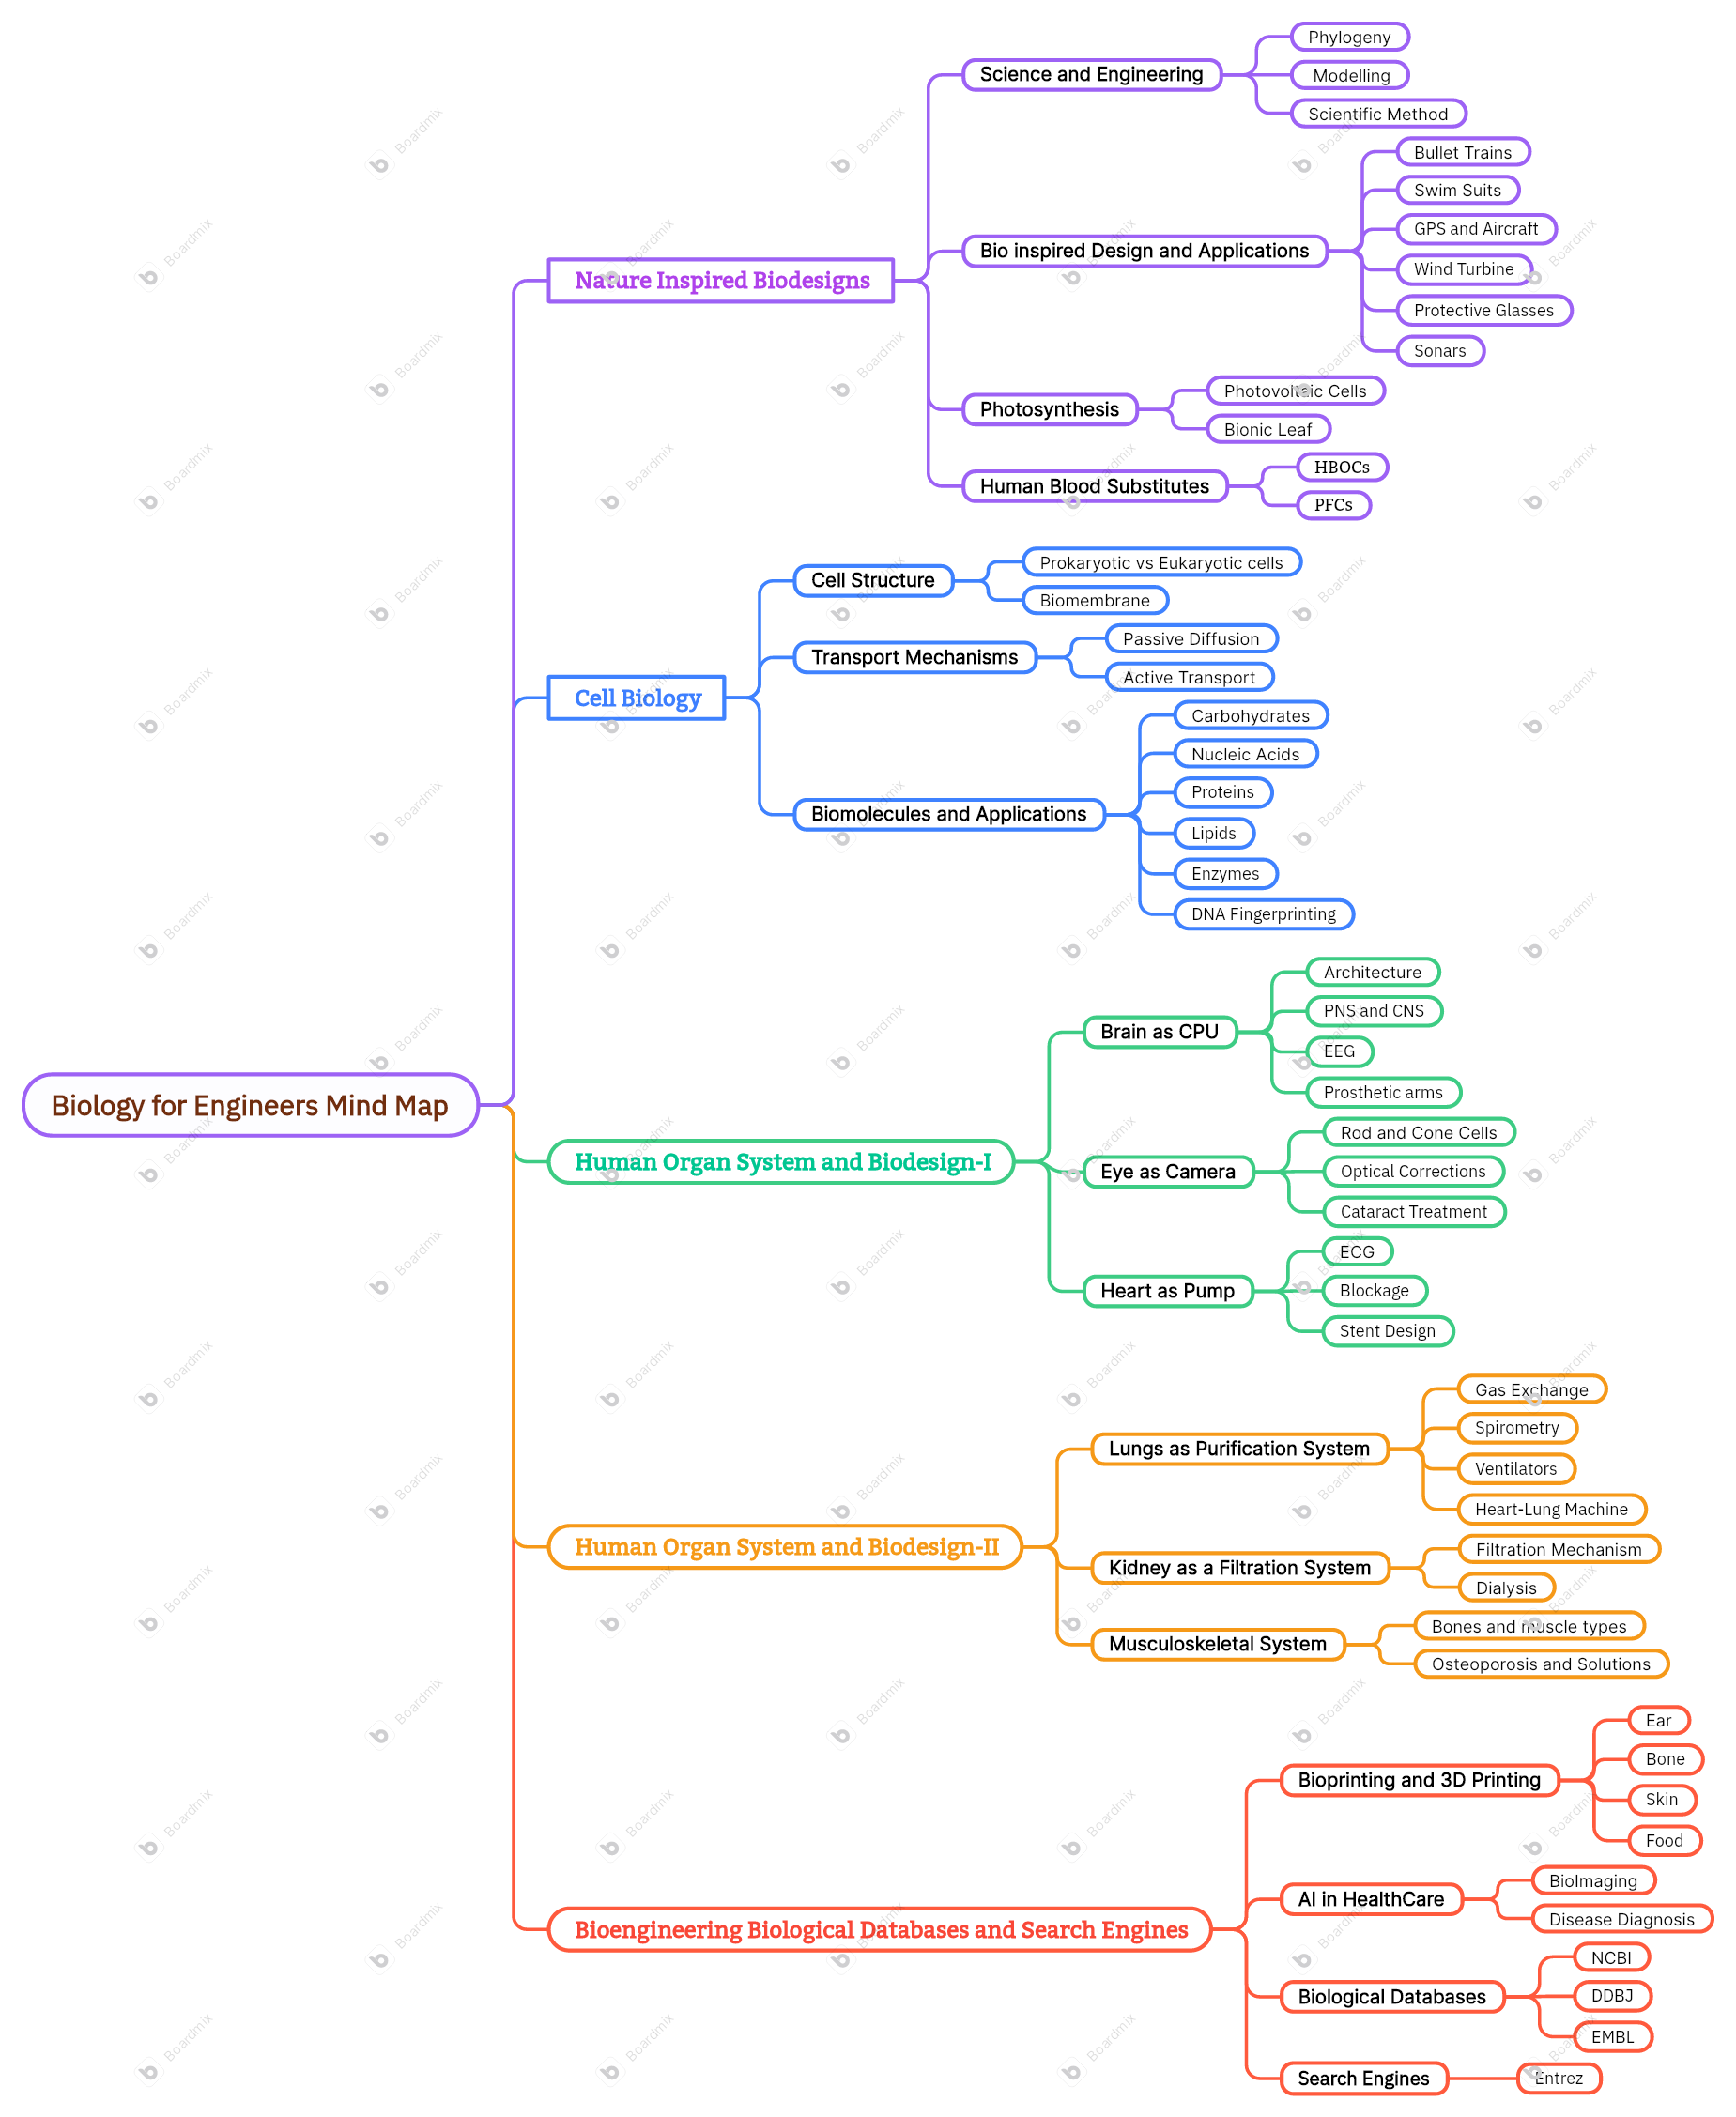 Biology for Engineers Mind Map
Nature Inspired Biodesigns
Science and Engineering
Phylogeny
Modelling
Scientific Method
Bio inspired Design and Applications
Bullet Trains
Swim Suits
GPS and Aircraft
Wind Turbine
Protective Glasses
Sonars
Photosynthesis
Photovoltaic Cells
Bionic Leaf
Human Blood Substitutes
HBOCs
PFCs
Cell Biology
Cell Structure
Prokaryotic vs Eukaryotic cells
Biomembrane
Transport Mechanisms
Passive Diffusion
Active Transport
Biomolecules and Applications
Carbohydrates
Nucleic Acids
Proteins
Lipids
Enzymes
DNA Fingerprinting
Human Organ System and Biodesign-I
Brain as CPU
Architecture
PNS and CNS
EEG
Prosthetic arms
Eye as Camera
Rod and Cone Cells
Optical Corrections
Cataract Treatment
Heart as Pump
ECG
Blockage
Stent Design
Human Organ System and Biodesign-II
Lungs as Purification System
Gas Exchange
Spirometry
Ventilators
Heart-Lung Machine
Kidney as a Filtration System
Filtration Mechanism
Dialysis
Musculoskeletal System
Bones and muscle types
Osteoporosis and Solutions
Bioengineering Biological Databases and Search Engines
Bioprinting and 3D Printing
Ear
Bone
Skin
Food
AI in HealthCare
BioImaging
Disease Diagnosis
Biological Databases
NCBI
DDBJ
EMBL
Search Engines
Entrez
Boardmix